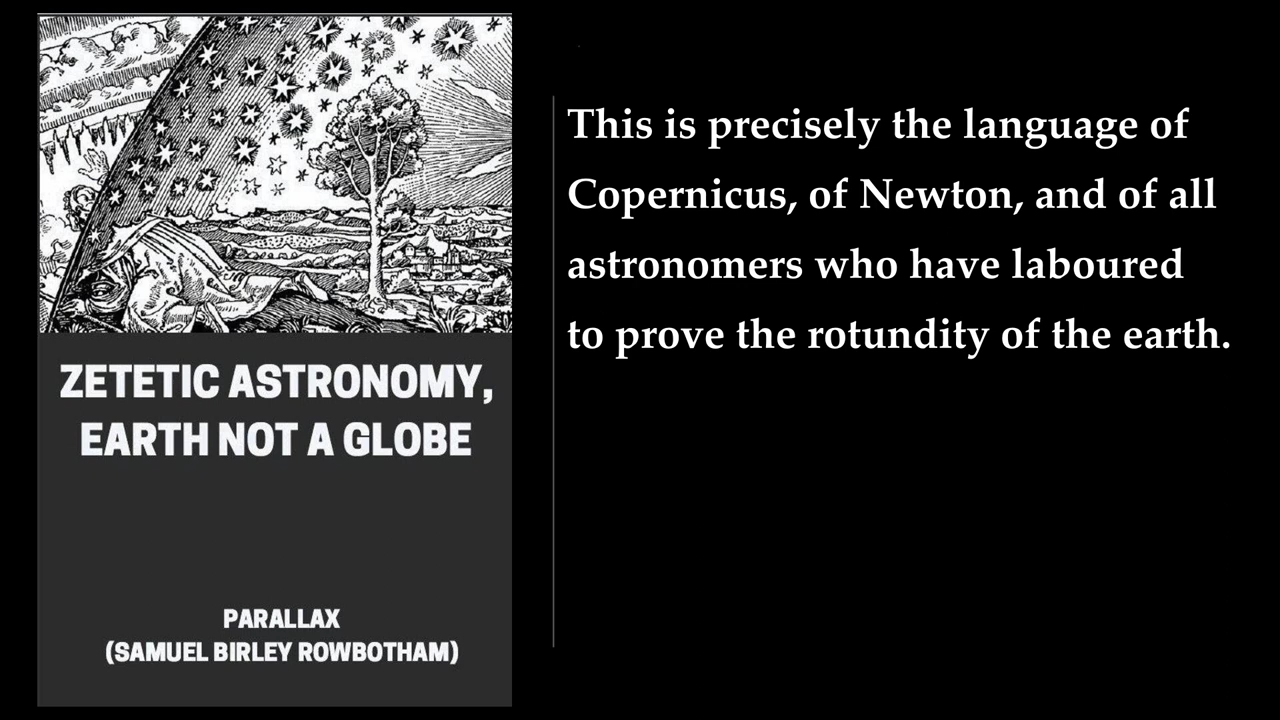 ZETETIC ASTRONOMY,
EARTH NOT A GLOBE
PARALLAX
(SAMUEL BIRLEY ROWBOTHAM)
This is precisely the language of
Copernicus, of Newton, and of all
astronomers who have laboured
to prove the rotundity of the earth.